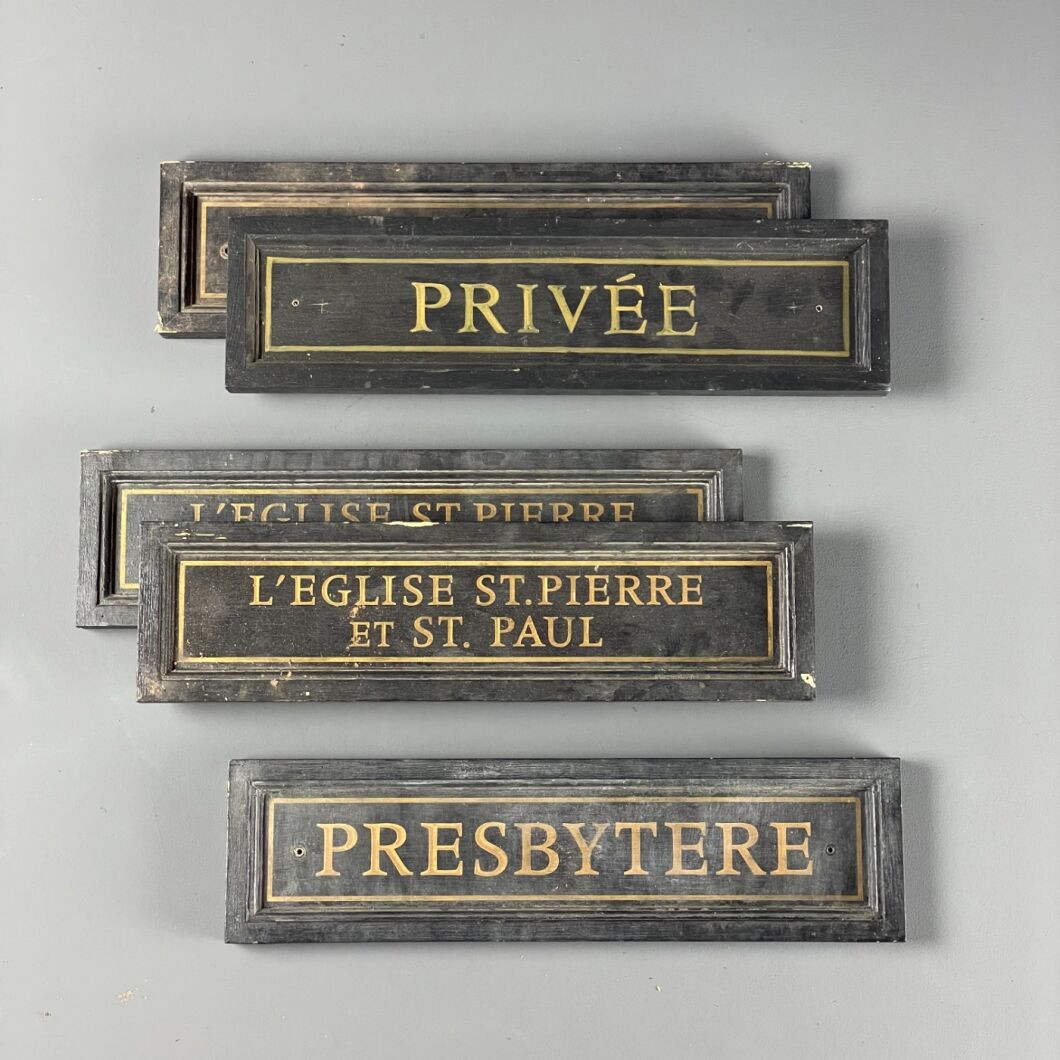 PRIVÉE
L'EGLISE ST.PIERRE
L'EGLISE ST.PIERRE
ET ST. PAUL
PRESBYTERE